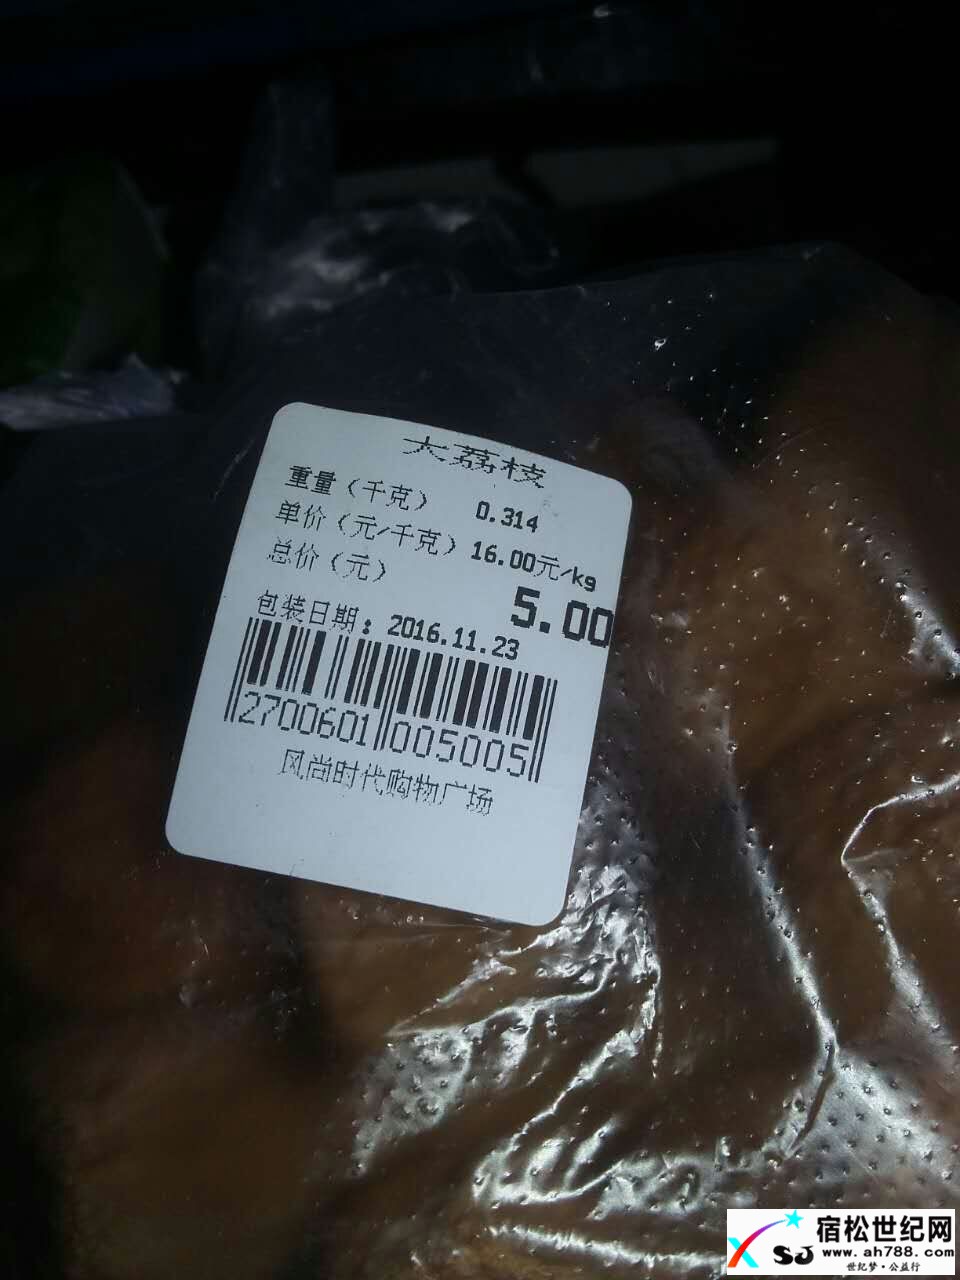 大荔枝
重量（千克） 0.314
单价（元/千克） 16.00元/kg
总价（元） 5.00
包装日期：2016.11.23
2700601005005
风尚时代购物广场
宿松世纪网
XSJ www.ah788.com
世纪梦·公益行